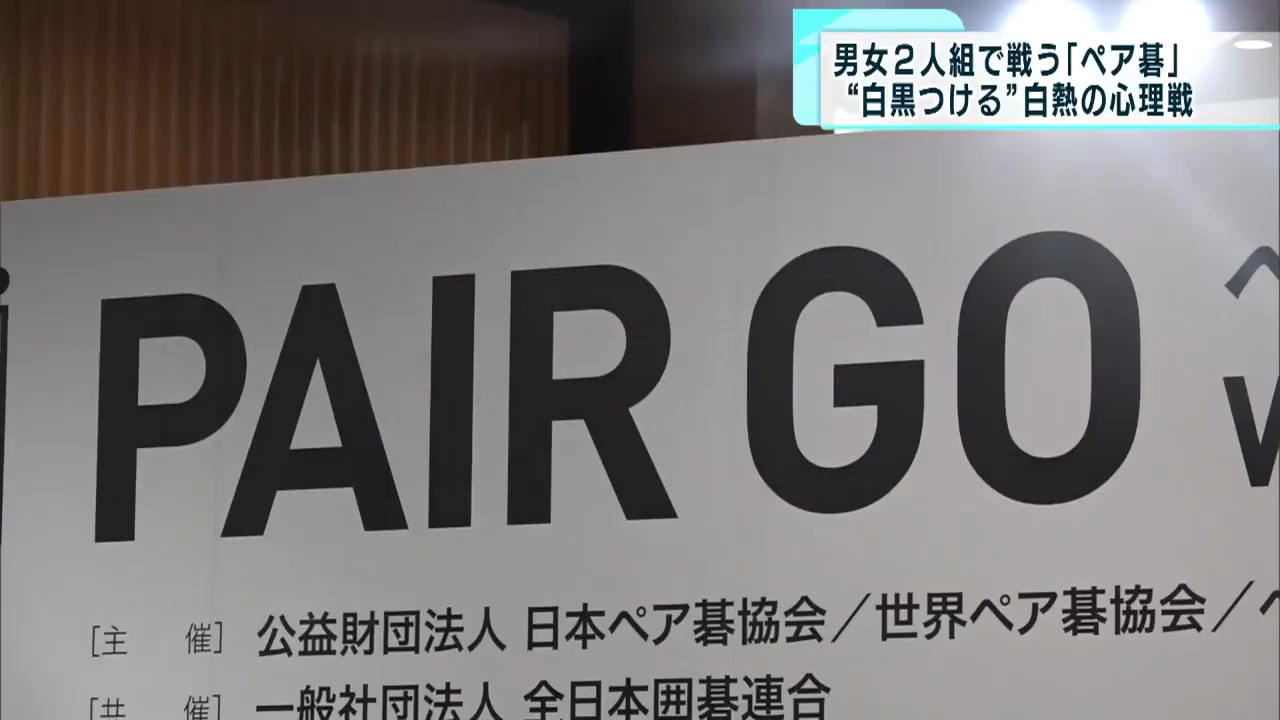 男女２人組で戦う「ペア碁」
“白黒つける”白熱の心理戦
PAIR GO
[主　催] 公益財団法人 日本ペア碁協会／世界ペア碁協会／
[共　催] 一般社団法人 全日本囲碁連合